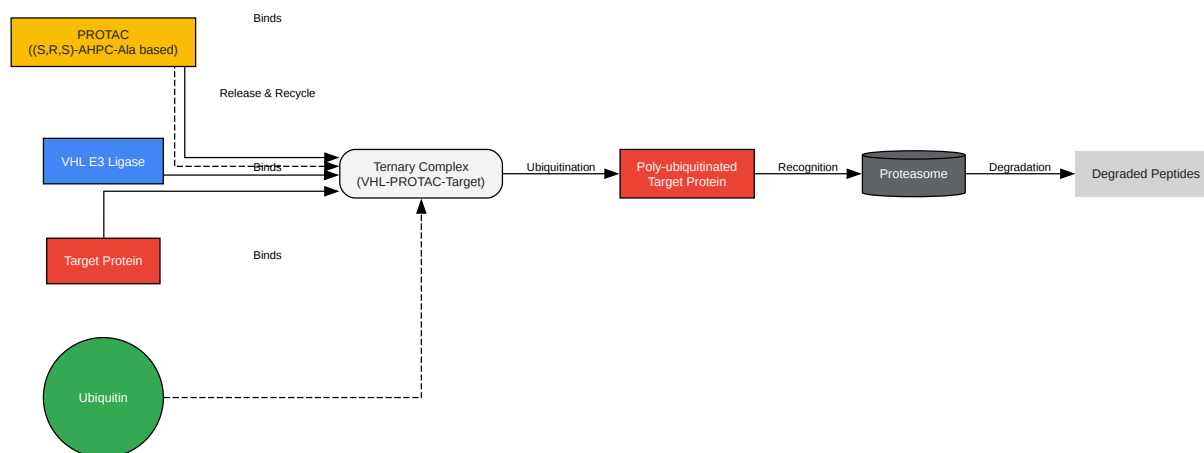 Binds
PROTAC
((S,R,S)-AHPC-Ala based)
Release & Recycle
VHL E3 Ligase
Binds
Ternary Complex
(VHL-PROTAC-Target)
Ubiquitination
Poly-ubiquitinated
Target Protein
Recognition
Proteasome
Degradation
Degraded Peptides
Target Protein
Binds
Ubiquitin